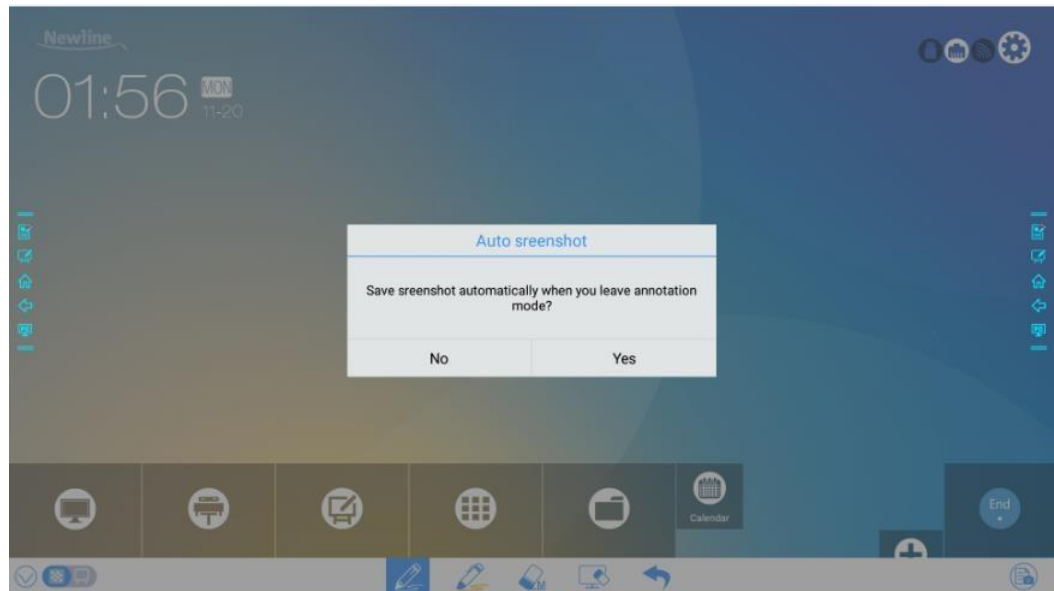 Newline
01:56
MON
11-20
Auto sreenshot
Save sreenshot automatically when you leave annotation
mode?
No
Yes
Calendar
End
M